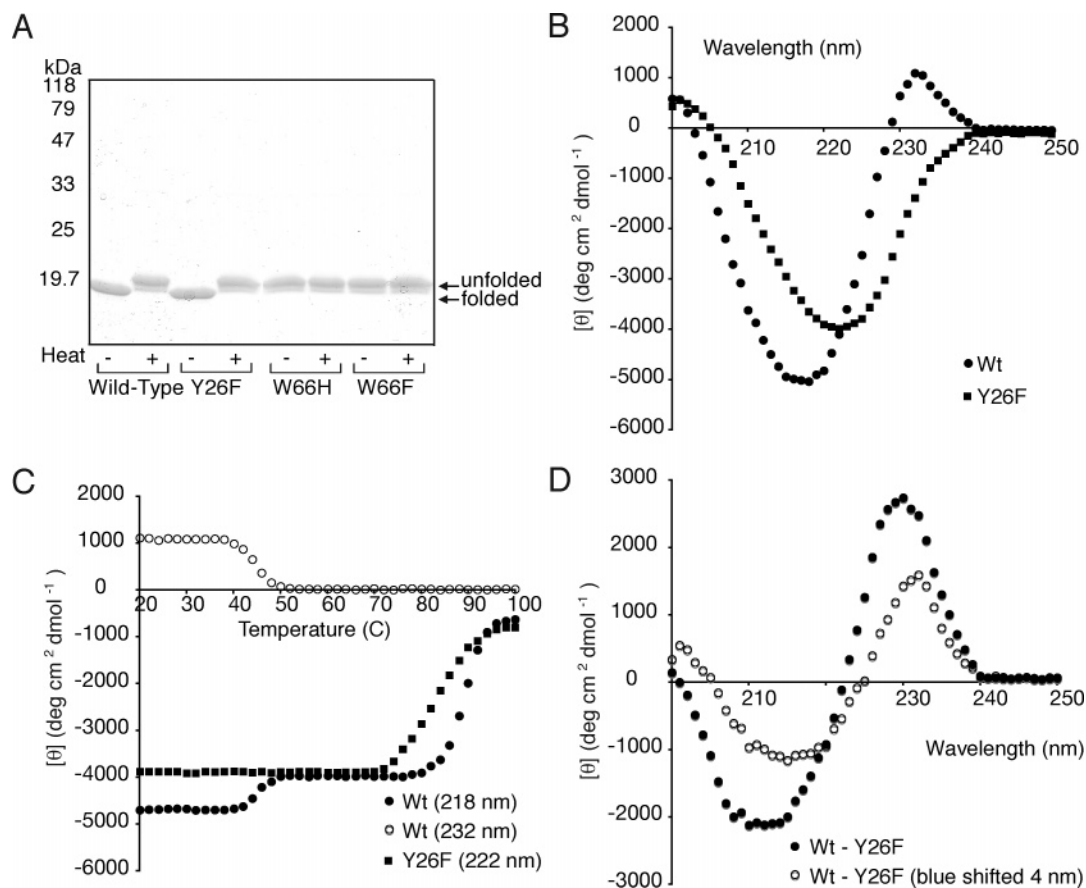 A
kDa
118
79
47
33
25
19.7
unfolded
folded
Heat - + - + - + - +
Wild-Type Y26F W66H W66F
B
Wavelength (nm)
[θ] (deg cm 2 dmol -1)
2000
1000
0
-1000
-2000
-3000
-4000
-5000
-6000
210 220 230 240 250
Wt
Y26F
C
[θ] (deg cm 2 dmol -1)
2000
1000
0
-1000
-2000
-3000
-4000
-5000
-6000
20 30 40 50 60 70 80 90 100
Temperature (C)
Wt (218 nm)
Wt (232 nm)
Y26F (222 nm)
D
[θ] (deg cm 2 dmol -1)
3000
2000
1000
0
-1000
-2000
-3000
210 220 230 240 250
Wavelength (nm)
Wt - Y26F
Wt - Y26F (blue shifted 4 nm)